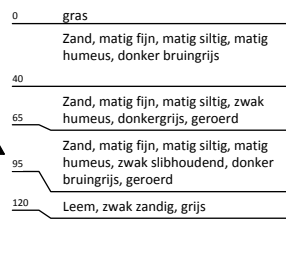 0 gras
Zand, matig fijn, matig siltig, matig
humeus, donker bruingrijs
40
Zand, matig fijn, matig siltig, zwak
65 humeus, donkergrijs, geroerd
Zand, matig fijn, matig siltig, matig
95 humeus, zwak slibhoudend, donker
bruingrijs, geroerd
120 Leem, zwak zandig, grijs